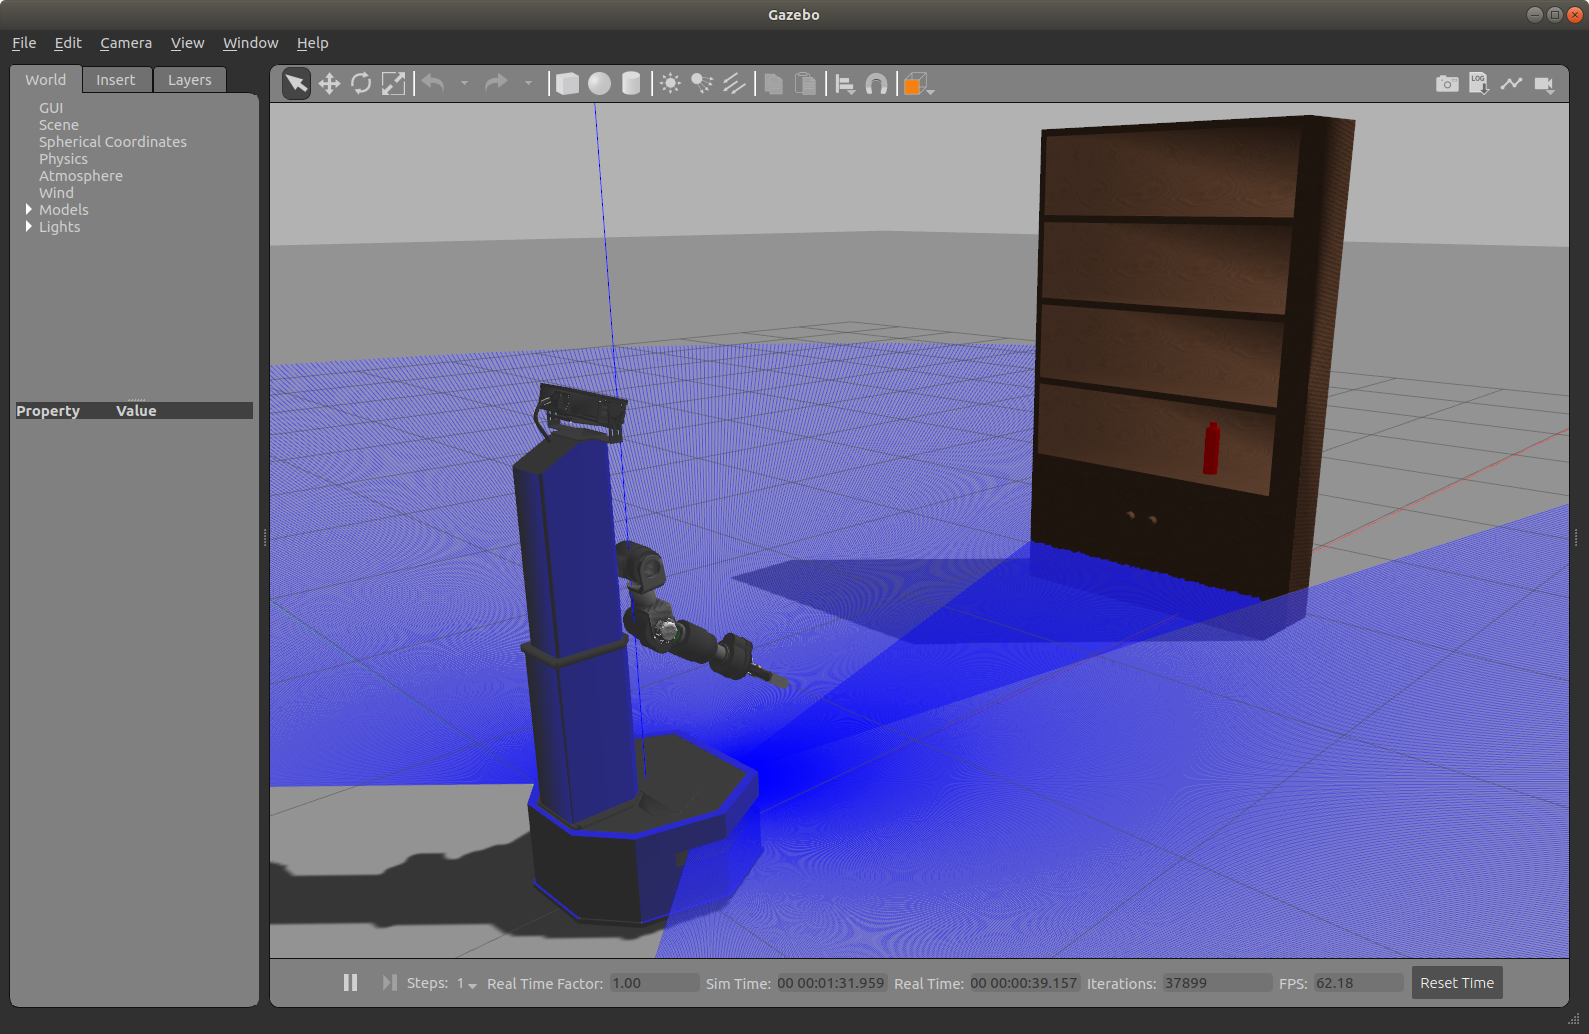 Gazebo
File Edit Camera View Window Help
World Insert Layers
GUI
Scene
Spherical Coordinates
Physics
Atmosphere
Wind
Models
Lights
Property Value
LOG
Steps: 1 Real Time Factor: 1.00 Sim Time: 00 00:01:31.959 Real Time: 00 00:00:39.157 Iterations: 37899 FPS: 62.18 Reset Time